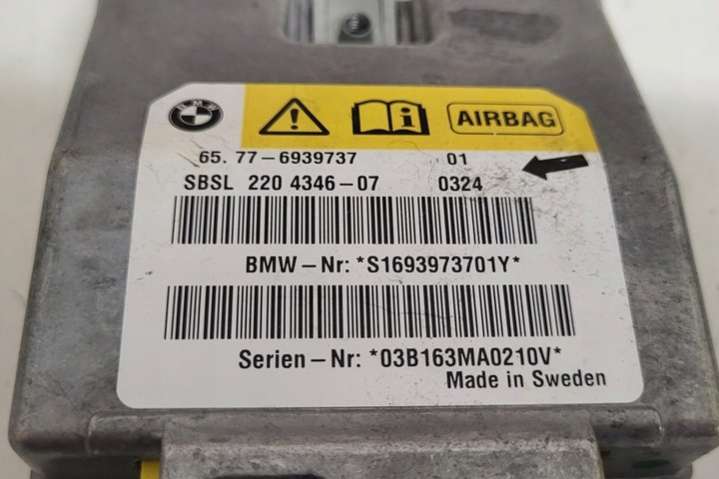 BMW
AIRBAG
65. 77-6939737 01
SBSL 220 4346-07 0324
BMW-Nr: *S1693973701Y*
Serien-Nr: *03B163MA0210V*
Made in Sweden